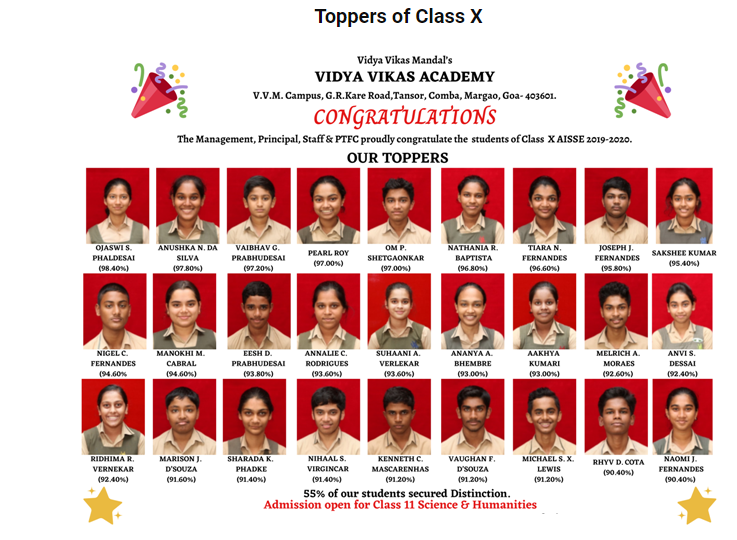 Toppers of Class X
Vidya Vikas Mandal's
VIDYA VIKAS ACADEMY
V.V.M. Campus, G.R.Kare Road,Tansor, Comba, Margao, Goa- 403601.
CONGRATULATIONS
The Management, Principal, Staff & PTFC proudly congratulate the students of Class X AISSE 2019-2020.
OUR TOPPERS
OJASWI S. PHALDESAI (98.40%)
ANUSHKA N. DA SILVA (97.80%)
VAIBHAV G. PRABHUDESAI (97.20%)
PEARL ROY (97.00%)
OM P. SHETGAONKAR (97.00%)
NATHANIA R. BAPTISTA (96.80%)
TIARA N. FERNANDES (96.60%)
JOSEPH J. FERNANDES (95.80%)
SAKSHEE KUMAR (95.40%)
NIGEL C. FERNANDES (94.60%
MANOKHI M. CABRAL (94.60%)
EESH D. PRABHUDESAI (93.80%)
ANNALIE C. RODRIGUES (93.60%)
SUHAANI A. VERLEKAR (93.60%)
ANANYA A. BHEMBRE (93.00%)
AAKHYA KUMARI (93.00%)
MELRICH A. MORAES (92.60%)
ANVI S. DESSAI (92.40%)
RIDHIMA R. VERNEKAR (92.40%)
MARISON J. D'SOUZA (91.60%)
SHARADA K. PHADKE (91.40%)
NIHAAL S. VIRGINCAR (91.40%)
KENNETH C. MASCARENHAS (91.20%)
VAUGHAN F. D'SOUZA (91.20%)
MICHAEL S. X. LEWIS (91.20%)
RHYV D. COTA (90.40%)
NAOMI J. FERNANDES (90.40%)
55% of our students secured Distinction.
Admission open for Class 11 Science & Humanities